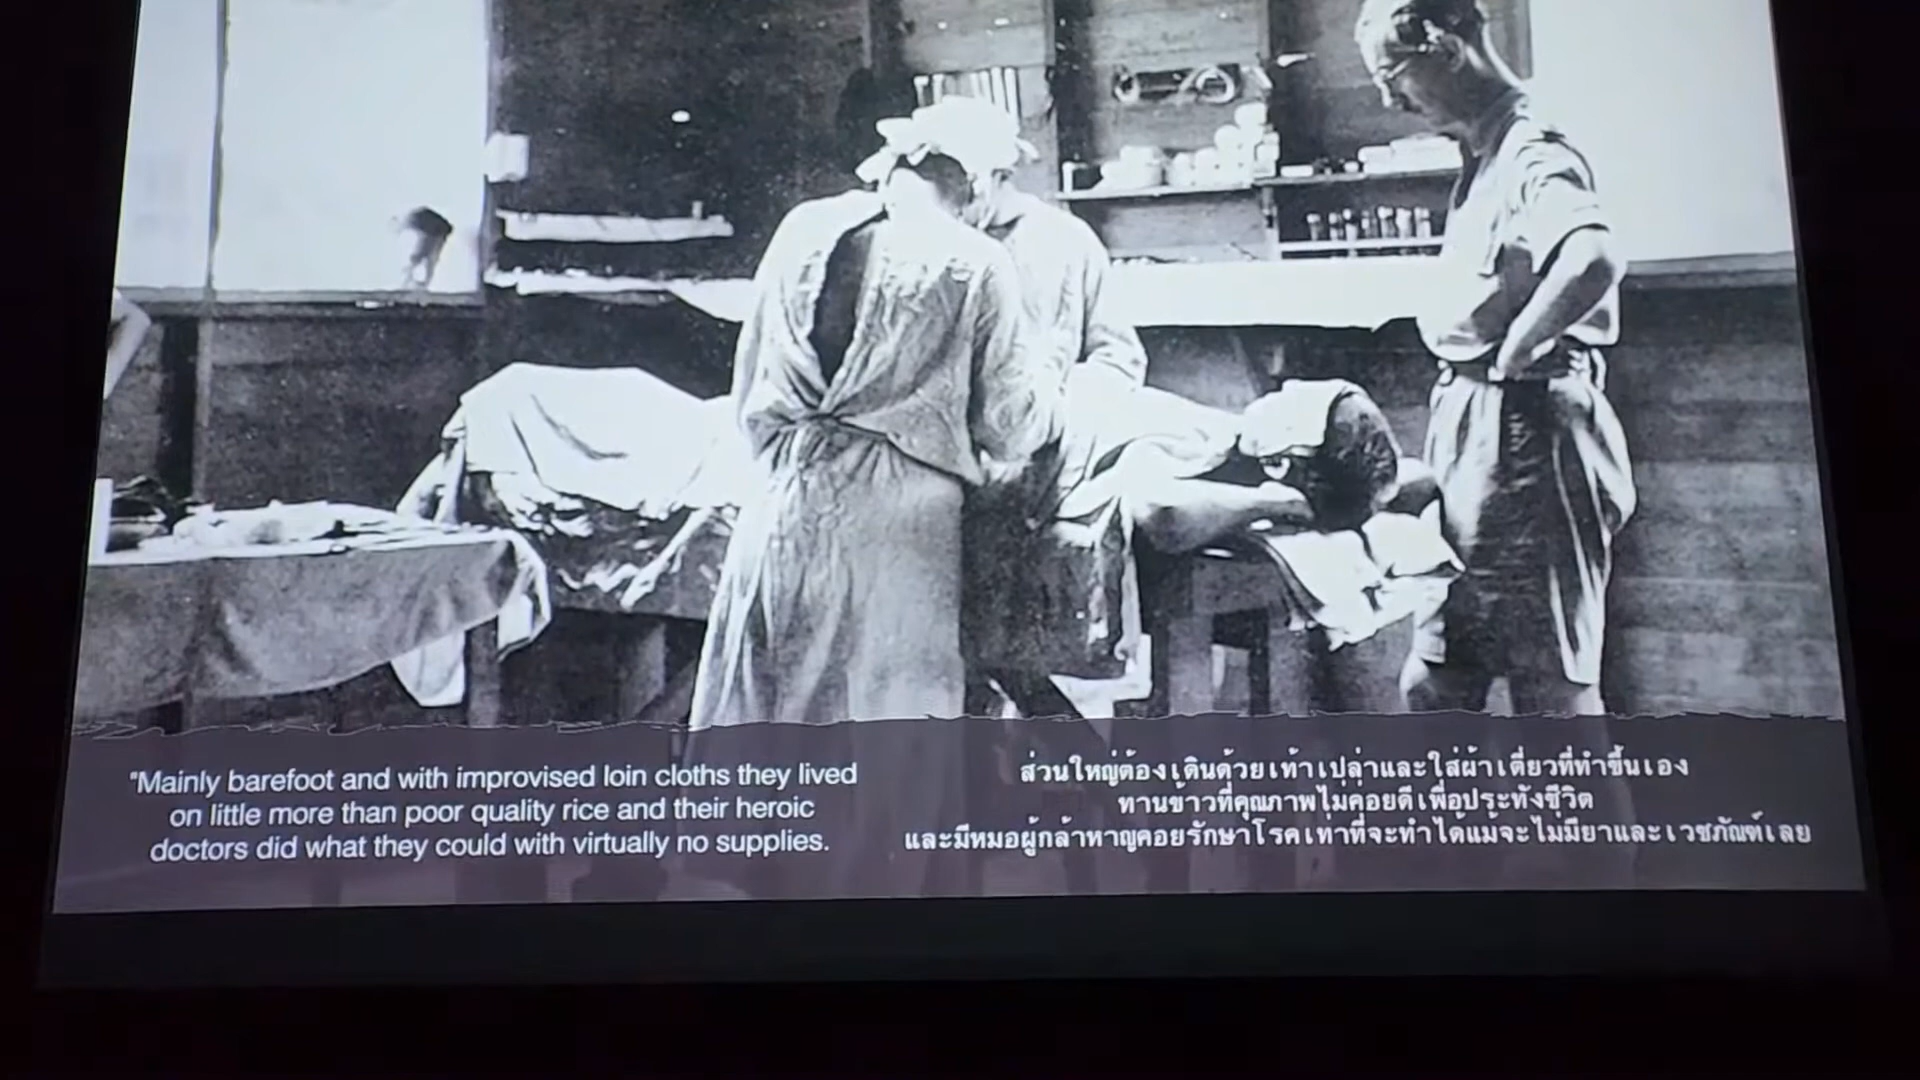 "Mainly barefoot and with improvised loin cloths they lived
on little more than poor quality rice and their heroic
doctors did what they could with virtually no supplies.
ส่วนใหญ่ต้องเดินด้วยเท้าเปล่าและใส่ผ้าเตี่ยวที่ทำขึ้นเอง
ทานข้าวที่คุณภาพไม่ค่อยดีเพื่อประทังชีวิต
และมีหมอผู้กล้าหาญคอยรักษาโรคเท่าที่จะทำได้แม้จะไม่มียาและเวชภัณฑ์เลย